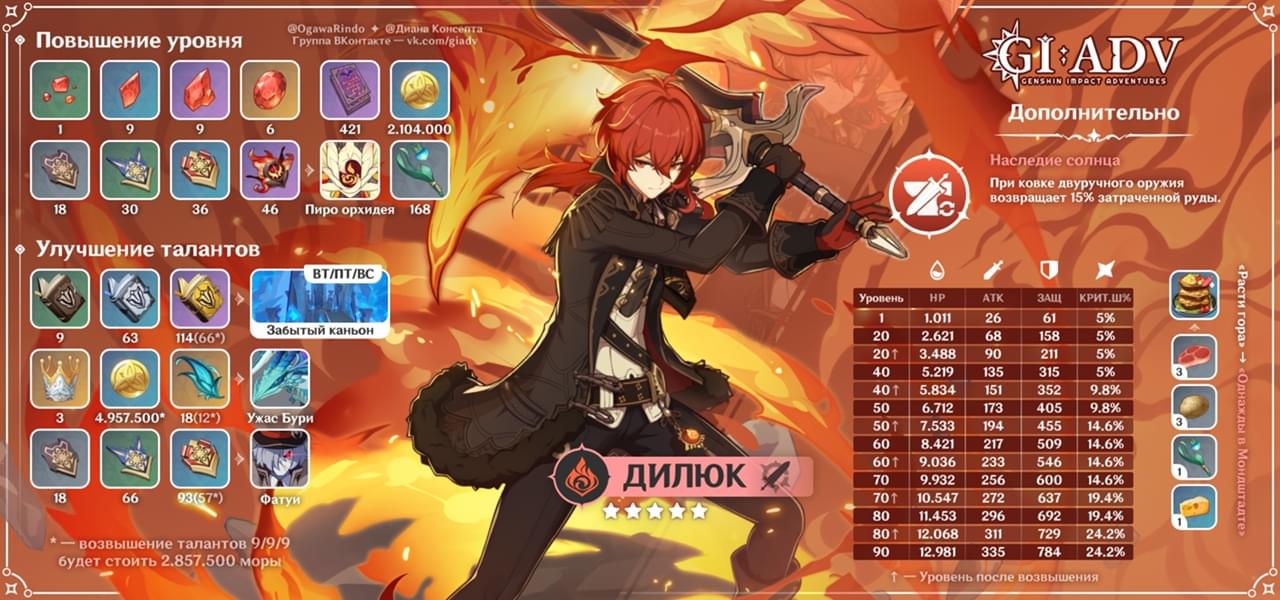 @OgawaRindo ✦ @Диана Консепта
Группа ВКонтакте — vk.com/giadv
Повышение уровня
1 9 9 6 421 2.104.000
18 30 36 46 Пиро орхидея 168
Улучшение талантов
ВТ/ПТ/ВС
Забытый каньон
9 63 114(66*)
3 4.957.500* 18(12*) Ужас Бури
18 66 93(57*) Фатуи
* — возвышение талантов 9/9/9
будет стоить 2.857.500 моры
ДИЛЮК
GI·ADV
GENSHIN IMPACT ADVENTURES
Дополнительно
Наследие солнца
При ковке двуручного оружия
возвращает 15% затраченной руды.
Уровень HP АТК ЗАЩ КРИТ.Ш%
1 1.011 26 61 5%
20 2.621 68 158 5%
20↑ 3.488 90 211 5%
40 5.219 135 315 5%
40↑ 5.834 151 352 9.8%
50 6.712 173 405 9.8%
50↑ 7.533 194 455 14.6%
60 8.421 217 509 14.6%
60↑ 9.036 233 546 14.6%
70 9.932 256 600 14.6%
70↑ 10.547 272 637 19.4%
80 11.453 296 692 19.4%
80↑ 12.068 311 729 24.2%
90 12.981 335 784 24.2%
↑ — Уровень после возвышения
3
3
1
1
«Расти гора» → «Однажды в Мондштадте»